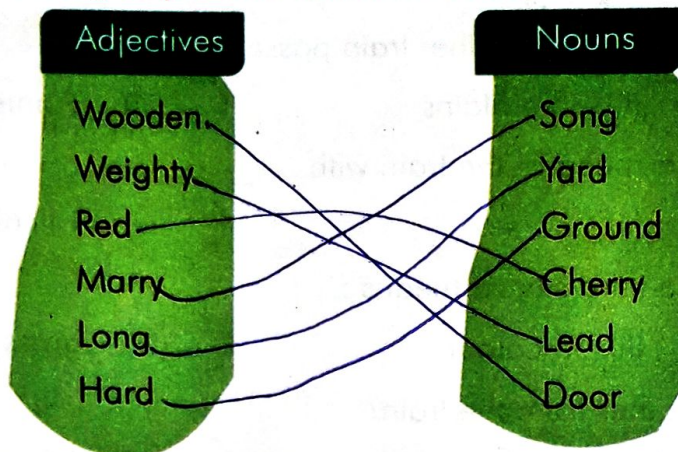 Adjectives
Nouns
Wooden
Song
Weighty
Yard
Red
Ground
Marry
Cherry
Long
Lead
Hard
Door